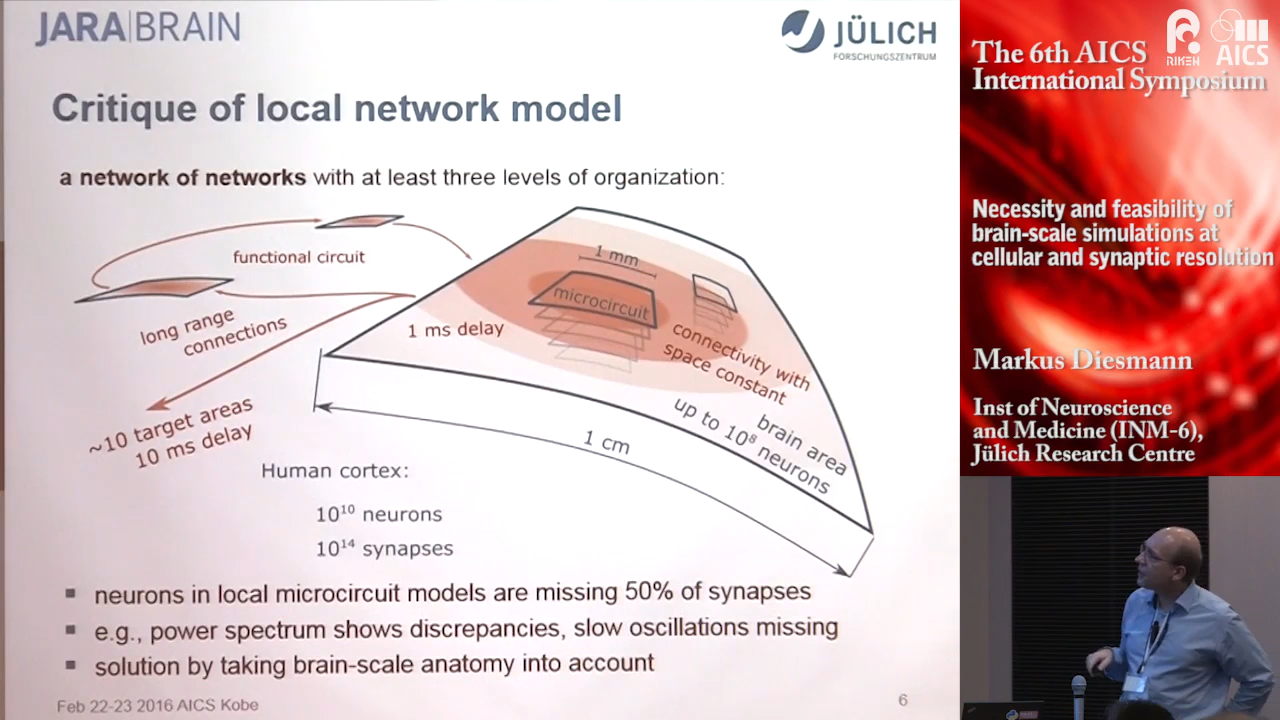 JARA|BRAIN
JÜLICH
FORSCHUNGSZENTRUM
Critique of local network model
a network of networks with at least three levels of organization:
functional circuit
long range
connections
~10 target areas
10 ms delay
1 mm
microcircuit
1 ms delay
connectivity with
space constant
brain area
up to 10⁸ neurons
1 cm
Human cortex:
10¹⁰ neurons
10¹⁴ synapses
▪ neurons in local microcircuit models are missing 50% of synapses
▪ e.g., power spectrum shows discrepancies, slow oscillations missing
▪ solution by taking brain-scale anatomy into account
Feb 22-23 2016 AICS Kobe
6
The 6th AICS
International Symposium
RIKEN
AICS
Necessity and feasibility of
brain-scale simulations at
cellular and synaptic resolution
Markus Diesmann
Inst of Neuroscience
and Medicine (INM-6),
Jülich Research Centre